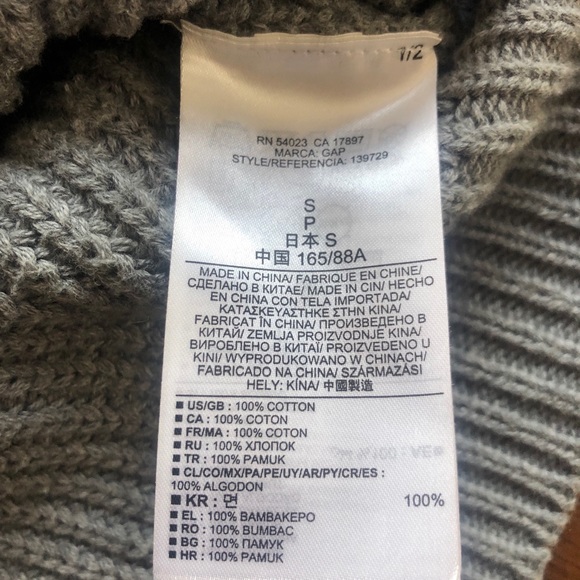 1/2
RN 54023 CA 17897
MARCA: GAP
STYLE/REFERENCIA: 139729
S
P
日本 S
中国 165/88A
MADE IN CHINA/ FABRIQUE EN CHINE/
СДЕЛАНО В КИТАЕ/ MADE IN CIN/ HECHO
EN CHINA CON TELA IMPORTADA/
ΚΑΤΑΣΚΕΥΑΣΤΗΚΕ ΣΤΗΝ ΚΙΝΑ/
FABRICAT ÎN CHINA/ ПРОИЗВЕДЕНО В
КИТАЙ/ ZEMLJA PROIZVODNJE KINA/
ВИРОБЛЕНО В КИТАЇ/ PROIZVEDENO U
KINI/ WYPRODUKOWANO W CHINACH/
FABRICADO NA CHINA/ SZÁRMAZÁSI
HELY: KÍNA/ 中國製造
■ US/GB : 100% COTTON
■ CA : 100% COTON
■ FR/MA : 100% COTON
■ RU : 100% ХЛОПОК
■ TR : 100% PAMUK
■ CL/CO/MX/PA/PE/UY/AR/PY/CR/ES :
100% ALGODON
■ KR : 면 100%
■ EL : 100% ΒΑΜΒΑΚΕΡΟ
■ RO : 100% BUMBAC
■ BG : 100% ПАМУК
■ HR : 100% PAMUK